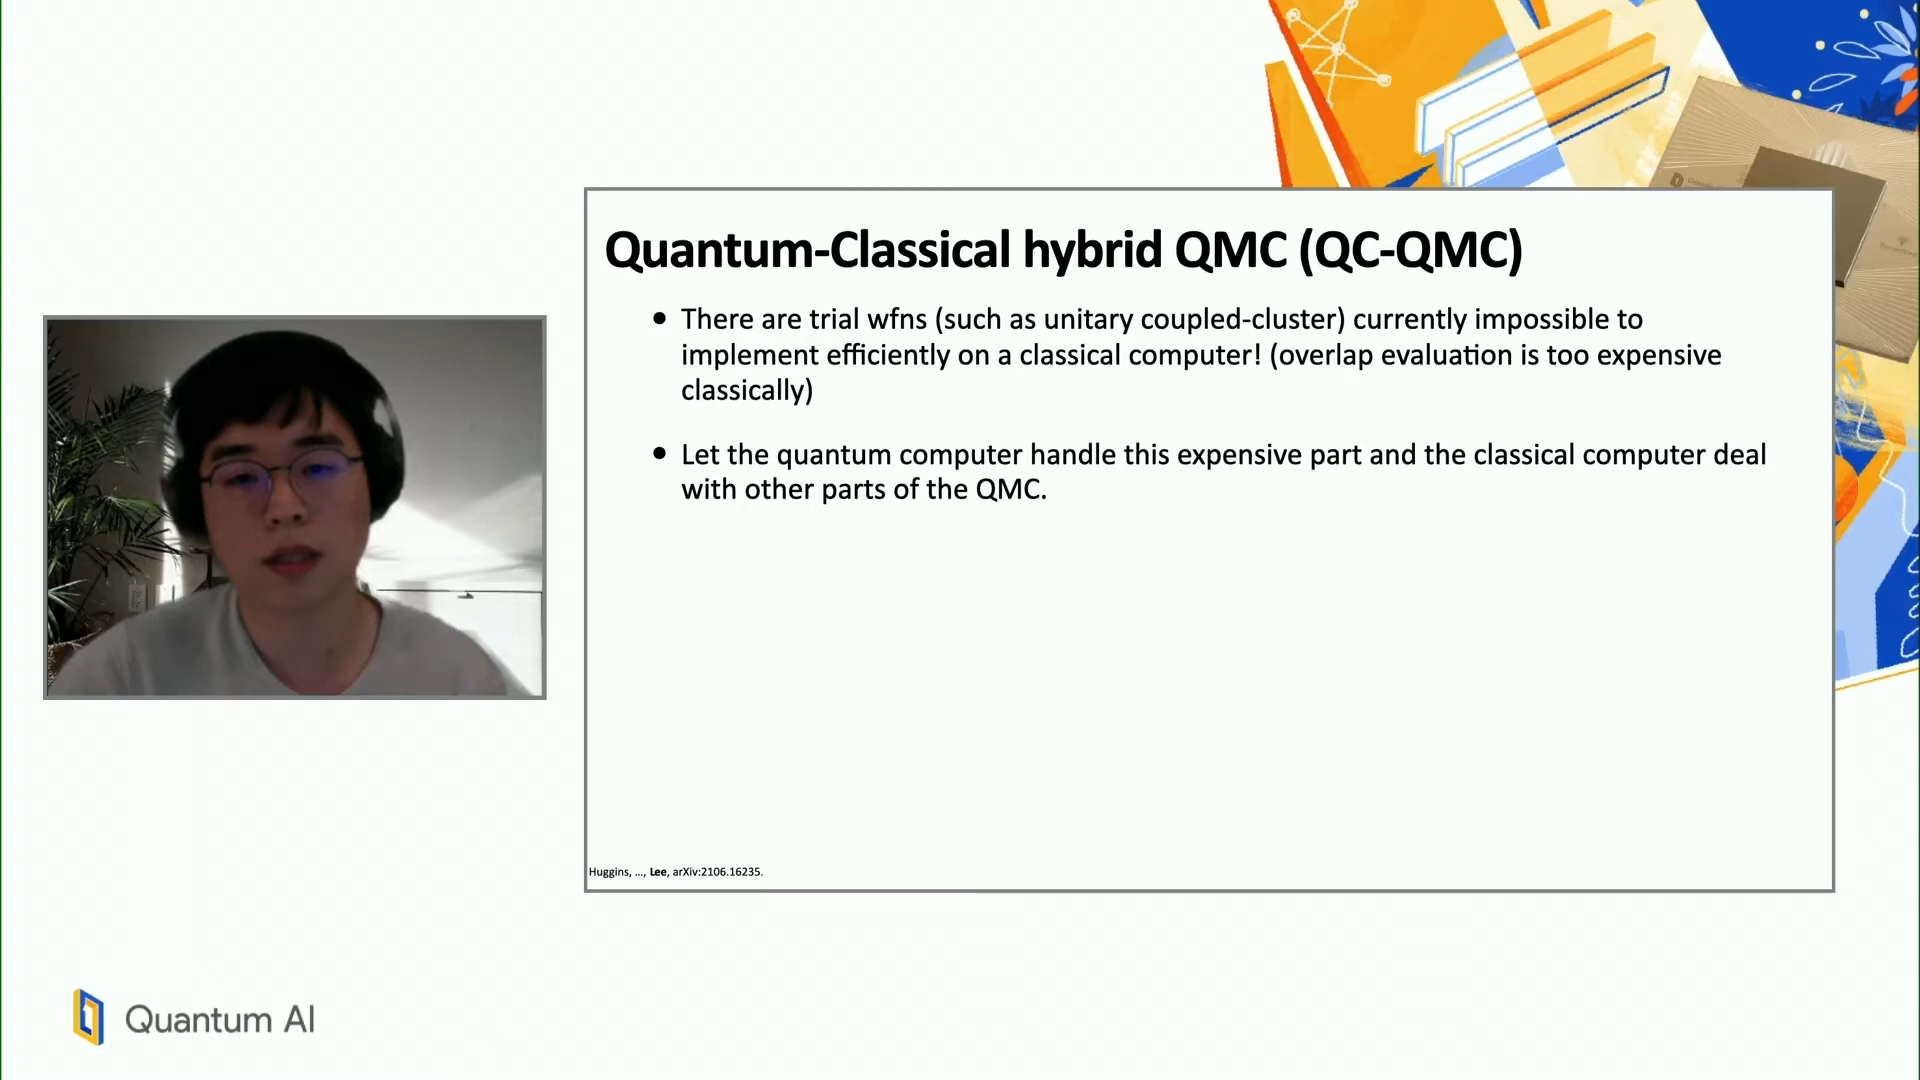 Quantum-Classical hybrid QMC (QC-QMC)
• There are trial wfns (such as unitary coupled-cluster) currently impossible to
implement efficiently on a classical computer! (overlap evaluation is too expensive
classically)
• Let the quantum computer handle this expensive part and the classical computer deal
with other parts of the QMC.
Huggins, ..., Lee, arXiv:2106.16235.
Quantum AI